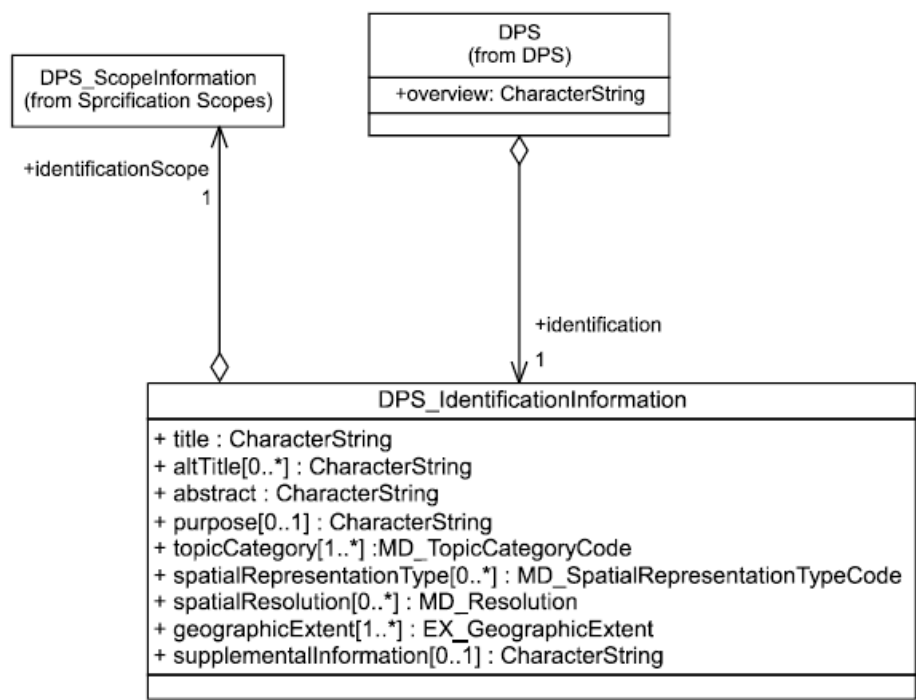 DPS_ScopeInformation
(from Sprcification Scopes)
DPS
(from DPS)
+overview: CharacterString
+identificationScope
1
+identification
1
DPS_IdentificationInformation
+ title : CharacterString
+ altTitle[0..*] : CharacterString
+ abstract : CharacterString
+ purpose[0..1] : CharacterString
+ topicCategory[1..*] :MD_TopicCategoryCode
+ spatialRepresentationType[0..*] : MD_SpatialRepresentationTypeCode
+ spatialResolution[0..*] : MD_Resolution
+ geographicExtent[1..*] : EX_GeographicExtent
+ supplementalInformation[0..1] : CharacterString